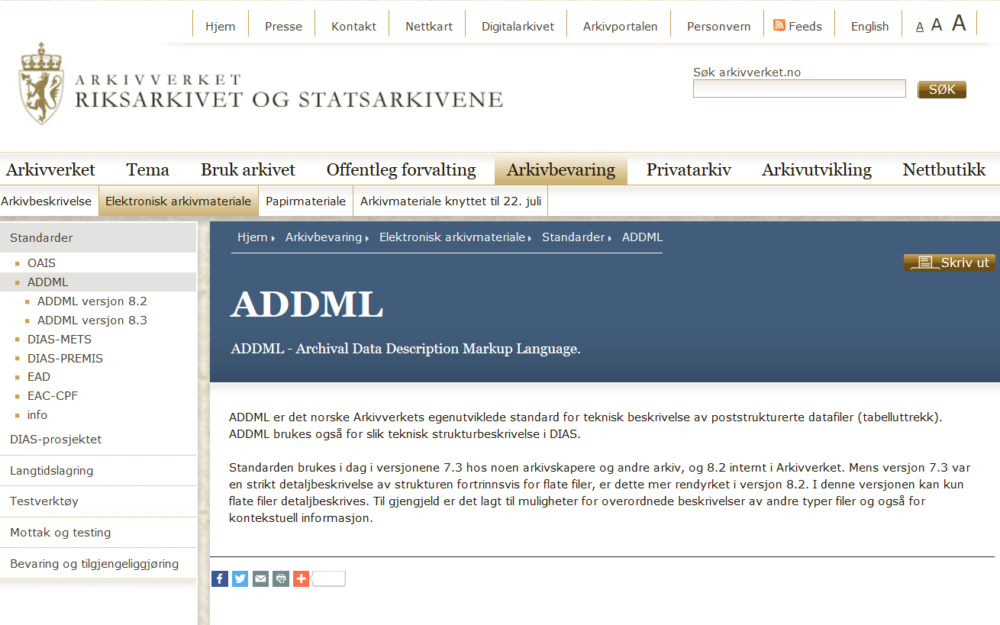 Hjem Presse Kontakt Nettkart Digitalarkivet Arkivportalen Personvern Feeds English A A A
ARKIVVERKET
RIKSARKIVET OG STATSARKIVENE
Søk arkivverket.no
SØK
Arkivverket Tema Bruk arkivet Offentleg forvalting Arkivbevaring Privatarkiv Arkivutvikling Nettbutikk
Arkivbeskrivelse Elektronisk arkivmateriale Papirmateriale Arkivmateriale knyttet til 22. juli
Standarder
OAIS
ADDML
ADDML versjon 8.2
ADDML versjon 8.3
DIAS-METS
DIAS-PREMIS
EAD
EAC-CPF
info
DIAS-prosjektet
Langtidslagring
Testverktøy
Mottak og testing
Bevaring og tilgjengeliggjøring
Hjem Arkivbevaring Elektronisk arkivmateriale Standarder ADDML
Skriv ut
ADDML
ADDML - Archival Data Description Markup Language.
ADDML er det norske Arkivverkets egenutviklede standard for teknisk beskrivelse av poststrukturerte datafiler (tabelluttrekk).
ADDML brukes også for slik teknisk strukturbeskrivelse i DIAS.
Standarden brukes i dag i versjonene 7.3 hos noen arkivskapere og andre arkiv, og 8.2 internt i Arkivverket. Mens versjon 7.3 var
en strikt detaljbeskrivelse av strukturen fortrinnsvis for flate filer, er dette mer rendyrket i versjon 8.2. I denne versjonen kan kun
flate filer detaljbeskrives. Til gjengjeld er det lagt til muligheter for overordnede beskrivelser av andre typer filer og også for
kontekstuell informasjon.